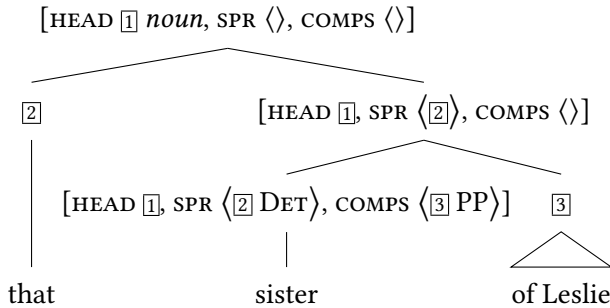 [HEAD 1 noun, SPR ⟨⟩, COMPS ⟨⟩]
2 [HEAD 1, SPR ⟨2⟩, COMPS ⟨⟩]
[HEAD 1, SPR ⟨2 DET⟩, COMPS ⟨3 PP⟩] 3
that sister of Leslie